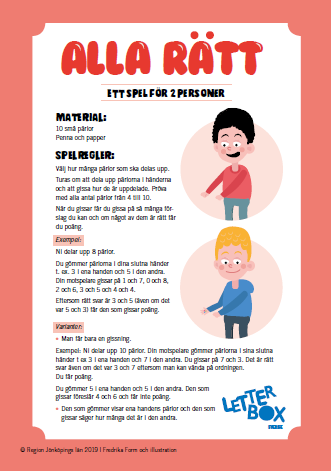 ALLA RÄTT
ETT SPEL FÖR 2 PERSONER
MATERIAL:
10 små pärlor
Penna och papper
SPELREGLER:
Välj hur många pärlor som ska delas upp.
Turas om att dela upp pärlorna i händerna
och att gissa hur de är uppdelade. Pröva
med alla antal pärlor från 4 till 10.
När du gissar får du gissa på så många för-
slag du kan och om något av dem är rätt får
du poäng.
Exempel:
Ni delar upp 8 pärlor.
Du gömmer pärlorna i dina slutna händer
t. ex. 3 i ena handen och 5 i den andra.
Din motspelare gissar på 1 och 7, 0 och 8,
2 och 6, 3 och 5 och 4 och 4.
Eftersom rätt svar är 3 och 5 (även om det
var 5 och 3) får den som gissar poäng.
Varianter:
• Man får bara en gissning.
Exempel: Ni delar upp 10 pärlor. Din motspelare gömmer pärlorna i sina slutna
händer t ex 3 i ena handen och 7 i den andra. Du gissar på 7 och 3. Det är rätt
svar även om det var 3 och 7 eftersom man kan vända på ordningen.
Du får poäng.
Du gömmer 5 i ena handen och 5 i den andra. Den som
gissar föreslår 4 och 6 och får inte poäng.
• Den som gömmer visar ena handens pärlor och den som
gissar säger hur många det är i den andra.
LETTER
BOX
SVERIGE
© Region Jönköpings län 2019 | Fredrika Form och illustration